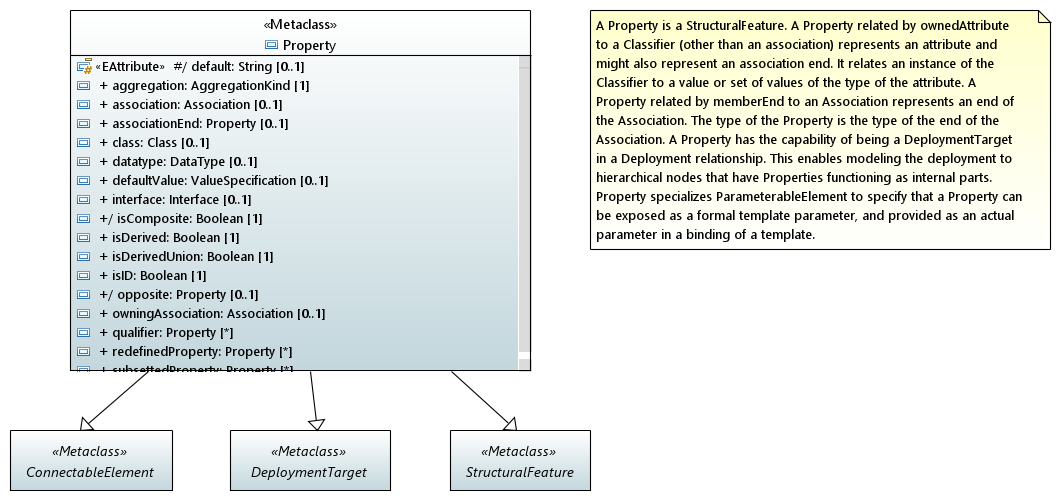 «Metaclass»
Property
«EAttribute» #/ default: String [0..1]
+ aggregation: AggregationKind [1]
+ association: Association [0..1]
+ associationEnd: Property [0..1]
+ class: Class [0..1]
+ datatype: DataType [0..1]
+ defaultValue: ValueSpecification [0..1]
+ interface: Interface [0..1]
+/ isComposite: Boolean [1]
+ isDerived: Boolean [1]
+ isDerivedUnion: Boolean [1]
+ isID: Boolean [1]
+/ opposite: Property [0..1]
+ owningAssociation: Association [0..1]
+ qualifier: Property [*]
+ redefinedProperty: Property [*]
+ subsettedProperty: Property [*]
A Property is a StructuralFeature. A Property related by ownedAttribute
to a Classifier (other than an association) represents an attribute and
might also represent an association end. It relates an instance of the
Classifier to a value or set of values of the type of the attribute. A
Property related by memberEnd to an Association represents an end of
the Association. The type of the Property is the type of the end of the
Association. A Property has the capability of being a DeploymentTarget
in a Deployment relationship. This enables modeling the deployment to
hierarchical nodes that have Properties functioning as internal parts.
Property specializes ParameterableElement to specify that a Property can
be exposed as a formal template parameter, and provided as an actual
parameter in a binding of a template.
«Metaclass»
ConnectableElement
«Metaclass»
DeploymentTarget
«Metaclass»
StructuralFeature